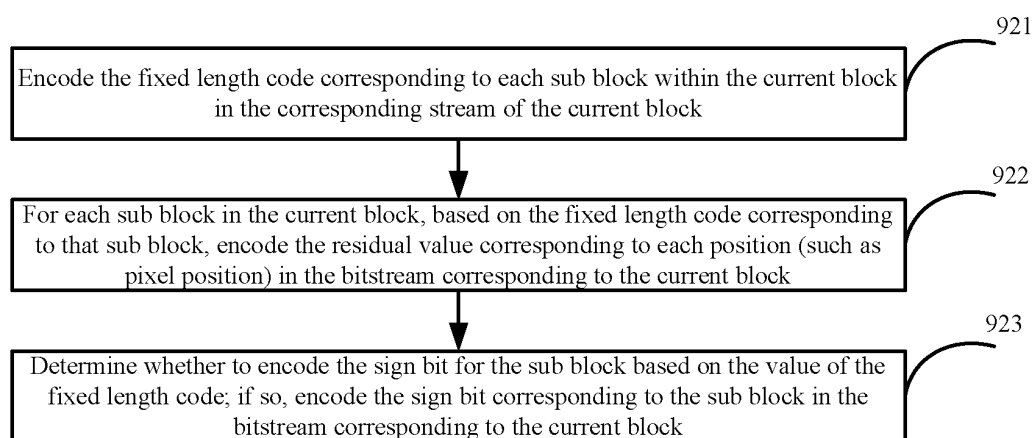 921
Encode the fixed length code corresponding to each sub block within the current block
in the corresponding stream of the current block
922
For each sub block in the current block, based on the fixed length code corresponding
to that sub block, encode the residual value corresponding to each position (such as
pixel position) in the bitstream corresponding to the current block
923
Determine whether to encode the sign bit for the sub block based on the value of the
fixed length code; if so, encode the sign bit corresponding to the sub block in the
bitstream corresponding to the current block